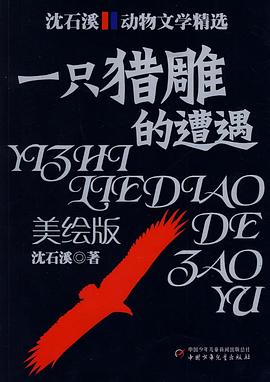 沈石溪 动物文学精选
一只猎雕
的遭遇
YIZHI
LIEDIAO
DE
ZAO
YU
美绘版
沈石溪◎著
中国少年儿童新闻出版总社
中国少年儿童出版社